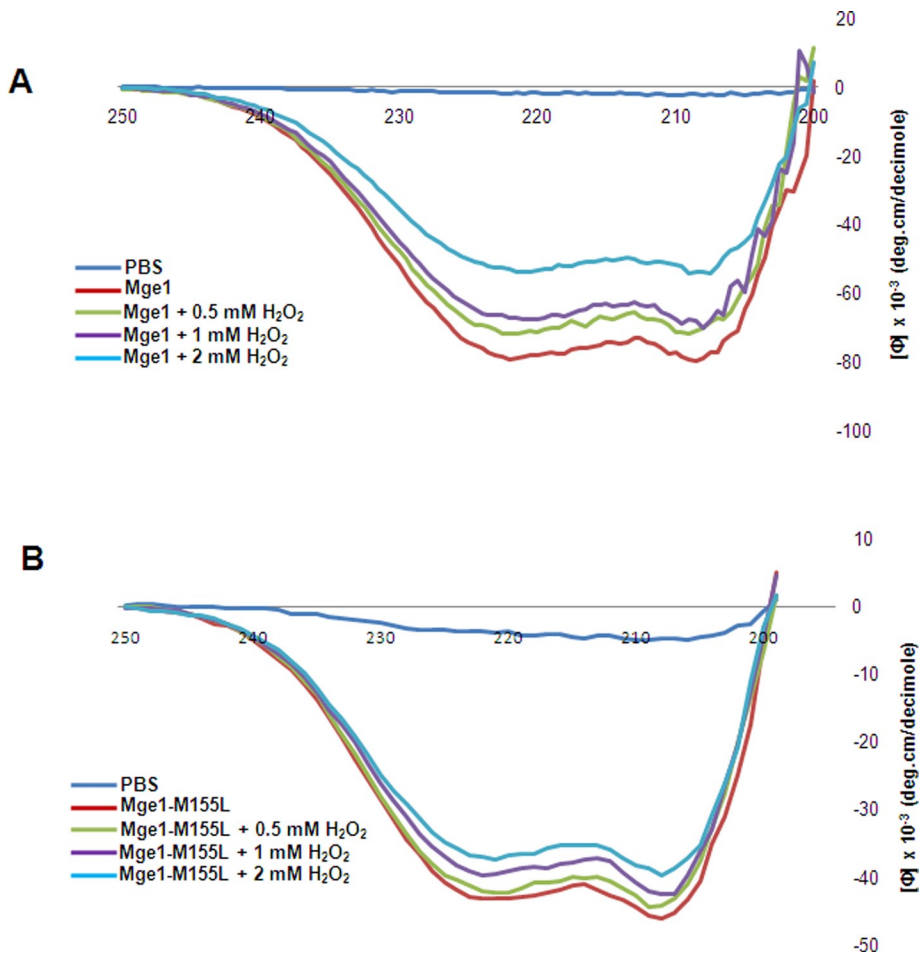 A
20
0
-20
-40
-60
-80
-100
[Φ] x 10⁻³ (deg.cm/decimole)
250 240 230 220 210 200
PBS
Mge1
Mge1 + 0.5 mM H₂O₂
Mge1 + 1 mM H₂O₂
Mge1 + 2 mM H₂O₂
B
10
0
-10
-20
-30
-40
-50
[Φ] x 10⁻³ (deg.cm/decimole)
250 240 230 220 210 200
PBS
Mge1-M155L
Mge1-M155L + 0.5 mM H₂O₂
Mge1-M155L + 1 mM H₂O₂
Mge1-M155L + 2 mM H₂O₂